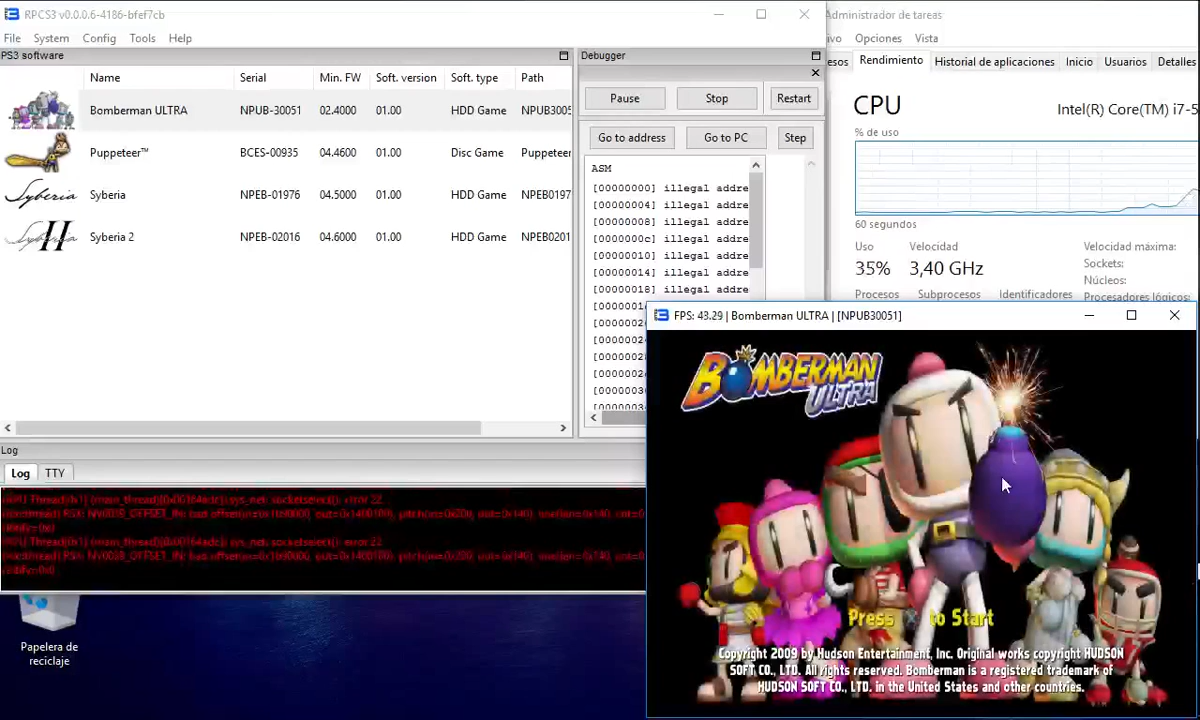 RPCS3 v0.0.0.6-4186-bfef7cb
File System Config Tools Help
PS3 software
Name Serial Min. FW Soft. version Soft. type Path
Bomberman ULTRA NPUB-30051 02.4000 01.00 HDD Game NPUB3005
Puppeteer™ BCES-00935 04.4600 01.00 Disc Game Puppeteer
Syberia Syberia NPEB-01976 04.5000 01.00 HDD Game NPEB0197
Syberia II Syberia 2 NPEB-02016 04.6000 01.00 HDD Game NPEB0201
Debugger
Pause Stop Restart
Go to address Go to PC Step
ASM
[00000000] illegal addre
[00000004] illegal addre
[00000008] illegal addre
[0000000c] illegal addre
[00000010] illegal addre
[00000014] illegal addre
[00000018] illegal addre
Log
Log TTY
Papelera de
reciclaje
Administrador de tareas
ivo Opciones Vista
esos Rendimiento Historial de aplicaciones Inicio Usuarios Detalles
CPU Intel(R) Core(TM) i7-5
% de uso
60 segundos
Uso Velocidad Velocidad máxima:
35% 3,40 GHz Sockets:
Núcleos:
Procesos Subprocesos Identificadores Procesadores lógicos:
FPS: 43.29 | Bomberman ULTRA | [NPUB30051]
BOMBERMAN
ULTRA
Press X to Start
Copyright 2009 by Hudson Entertainment, Inc. Original works copyright HUDSON
SOFT CO., LTD. All rights reserved. Bomberman is a registered trademark of
HUDSON SOFT CO., LTD. in the United States and other countries.